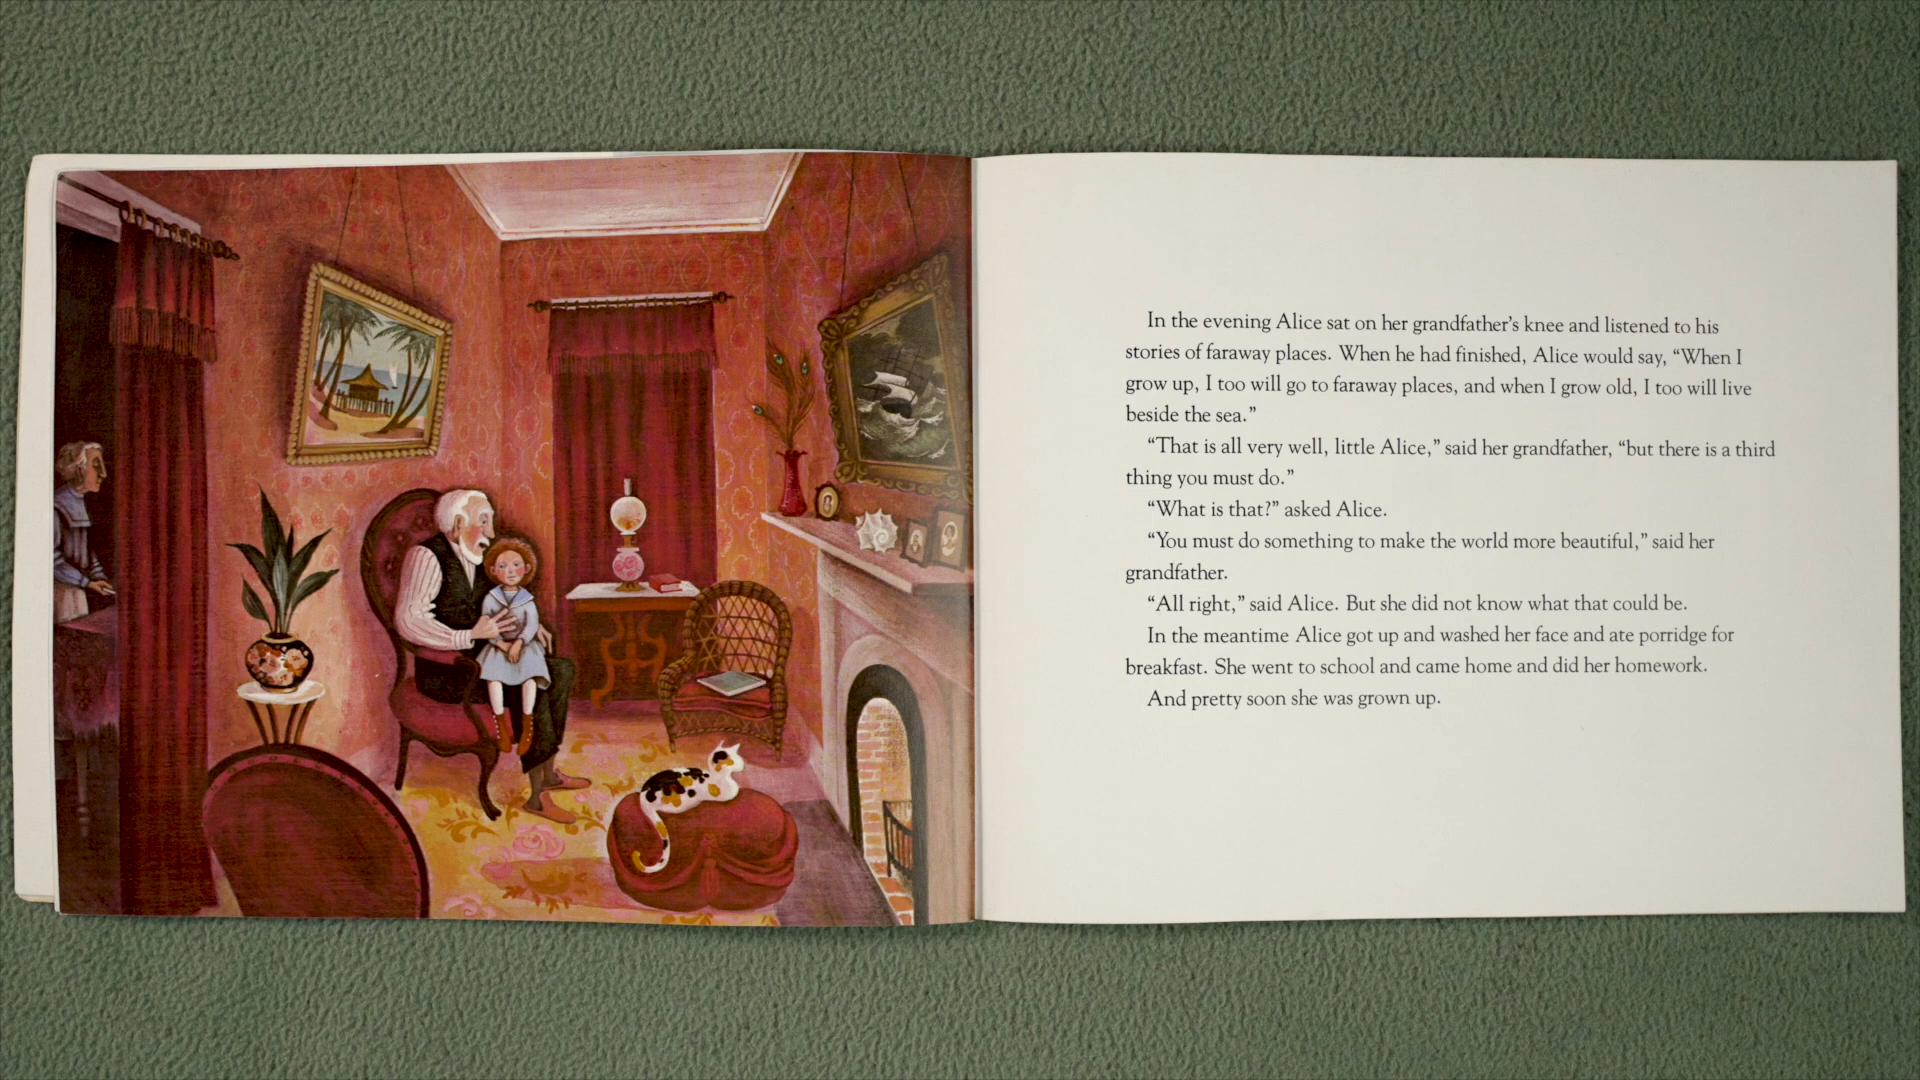 In the evening Alice sat on her grandfather's knee and listened to his
stories of faraway places. When he had finished, Alice would say, “When I
grow up, I too will go to faraway places, and when I grow old, I too will live
beside the sea.”
“That is all very well, little Alice,” said her grandfather, “but there is a third
thing you must do.”
“What is that?” asked Alice.
“You must do something to make the world more beautiful,” said her
grandfather.
“All right,” said Alice. But she did not know what that could be.
In the meantime Alice got up and washed her face and ate porridge for
breakfast. She went to school and came home and did her homework.
And pretty soon she was grown up.